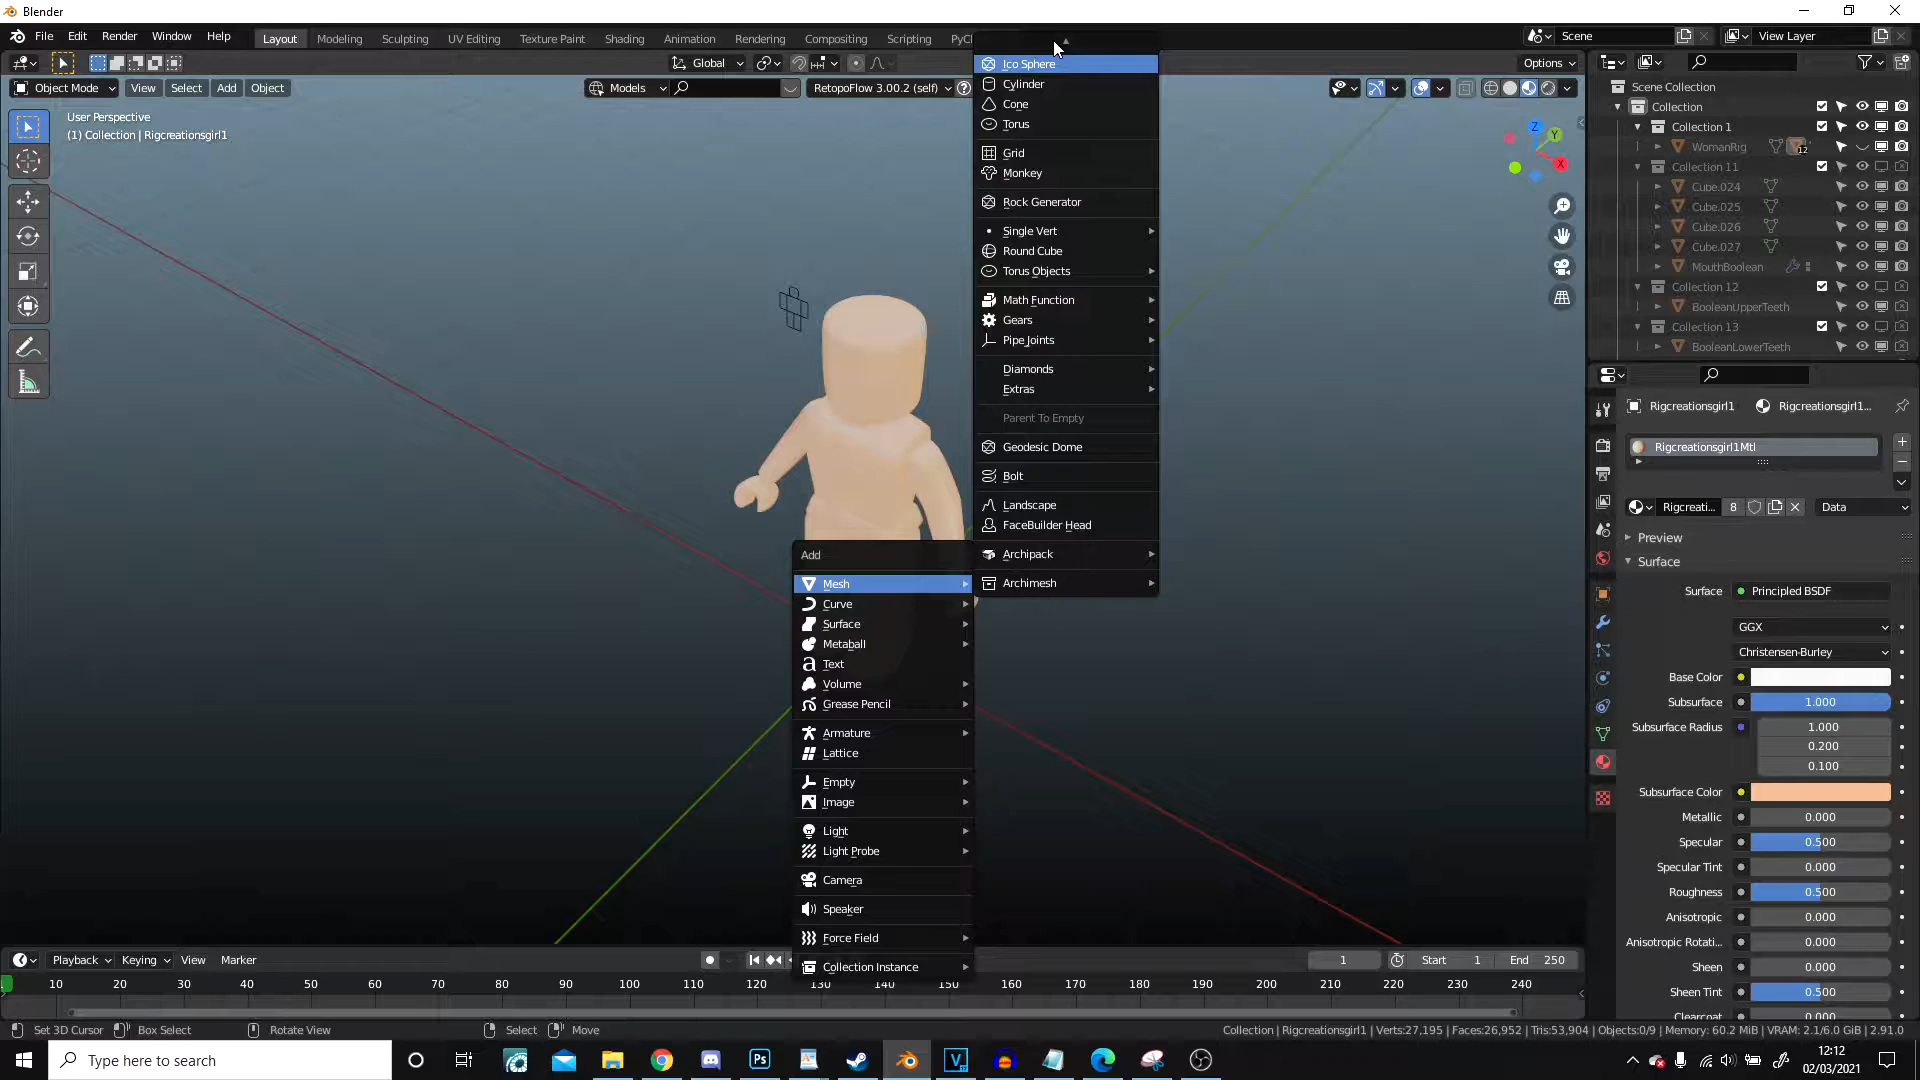 Blender
File Edit Render Window Help Layout Modeling Sculpting UV Editing Texture Paint Shading Animation Rendering Compositing Scripting PyCl Scene View Layer
Global Options
Object Mode View Select Add Object Models RetopoFlow 3.00.2 (self)
User Perspective
(1) Collection | Rigcreationsgirl1
Z
Y
X
Ico Sphere
Cylinder
Cone
Torus
Grid
Monkey
Rock Generator
Single Vert
Round Cube
Torus Objects
Math Function
Gears
Pipe Joints
Diamonds
Extras
Parent To Empty
Geodesic Dome
Bolt
Landscape
FaceBuilder Head
Archipack
Archimesh
Add
Mesh
Curve
Surface
Metaball
Text
Volume
Grease Pencil
Armature
Lattice
Empty
Image
Light
Light Probe
Camera
Speaker
Force Field
Collection Instance
Scene Collection
Collection
Collection 1
WomanRig 12
Collection 11
Cube.024
Cube.025
Cube.026
Cube.027
MouthBoolean
Collection 12
BooleanUpperTeeth
Collection 13
BooleanLowerTeeth
Rigcreationsgirl1 Rigcreationsgirl1...
Rigcreationsgirl1Mtl
Rigcreati... 8 Data
Preview
Surface
Surface Principled BSDF
GGX
Christensen-Burley
Base Color
Subsurface 1.000
Subsurface Radius 1.000
0.200
0.100
Subsurface Color
Metallic 0.000
Specular 0.500
Specular Tint 0.000
Roughness 0.500
Anisotropic 0.000
Anisotropic Rotati... 0.000
Sheen 0.000
Sheen Tint 0.500
Clearcoat 0.000
Playback Keying View Marker 1 Start 1 End 250
10 20 30 40 50 60 70 80 90 100 110 120 130 140 150 160 170 180 190 200 210 220 230 240
Set 3D Cursor Box Select Rotate View Select Move Collection | Rigcreationsgirl1 | Verts:27,195 | Faces:26,952 | Tris:53,904 | Objects:0/9 | Memory: 60.2 MiB | VRAM: 2.1/6.0 GiB | 2.91.0
Type here to search Ps V 12:12
02/03/2021